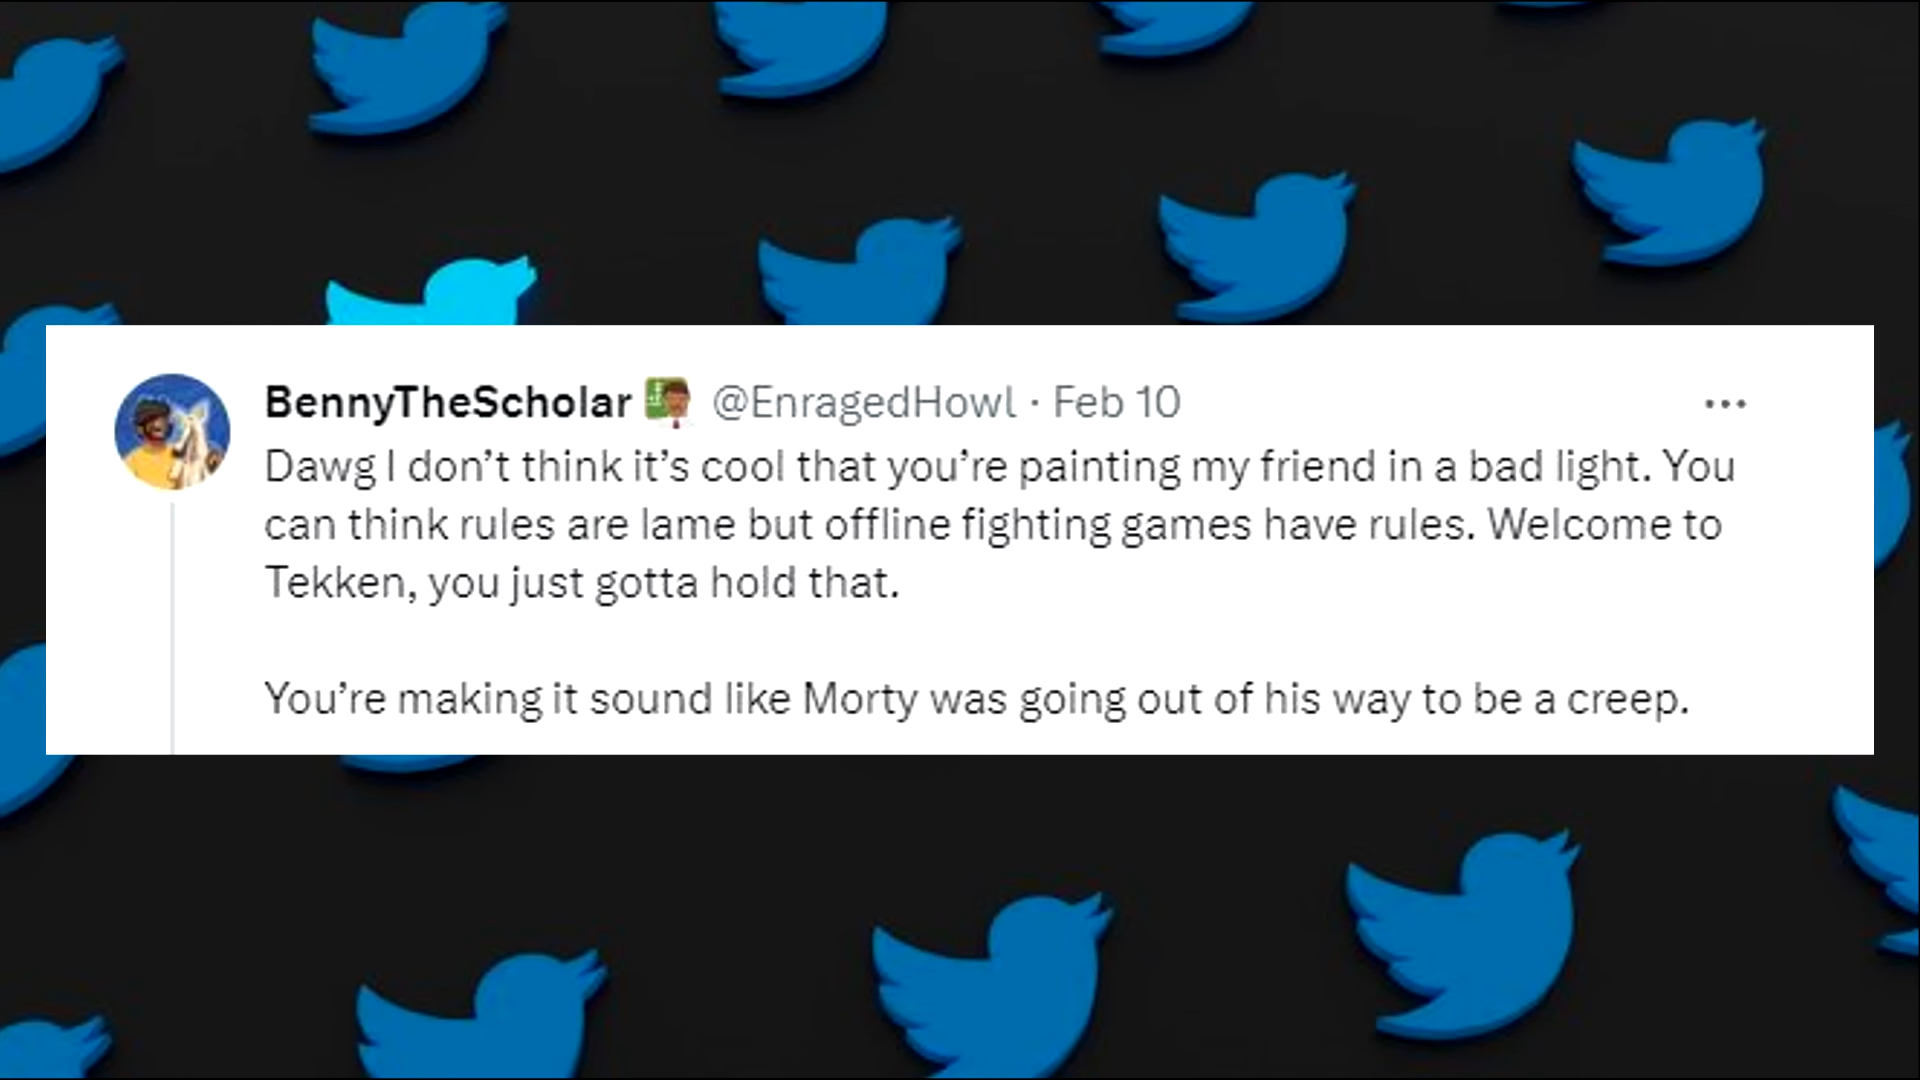 BennyTheScholar 👨🏾‍🏫 @EnragedHowl · Feb 10
Dawg I don’t think it’s cool that you’re painting my friend in a bad light. You
can think rules are lame but offline fighting games have rules. Welcome to
Tekken, you just gotta hold that.
You’re making it sound like Morty was going out of his way to be a creep.